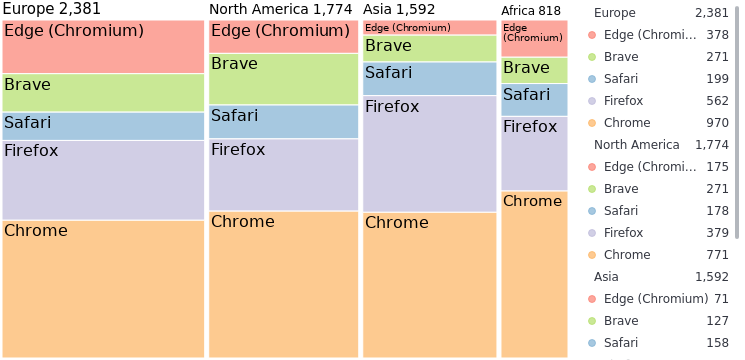 Europe 2,381
Edge (Chromium)
Brave
Safari
Firefox
Chrome
North America 1,774
Edge (Chromium)
Brave
Safari
Firefox
Chrome
Asia 1,592
Edge (Chromium)
Brave
Safari
Firefox
Chrome
Africa 818
Edge
(Chromium)
Brave
Safari
Firefox
Chrome
Europe 2,381
Edge (Chromi... 378
Brave 271
Safari 199
Firefox 562
Chrome 970
North America 1,774
Edge (Chromi... 175
Brave 271
Safari 178
Firefox 379
Chrome 771
Asia 1,592
Edge (Chromium) 71
Brave 127
Safari 158